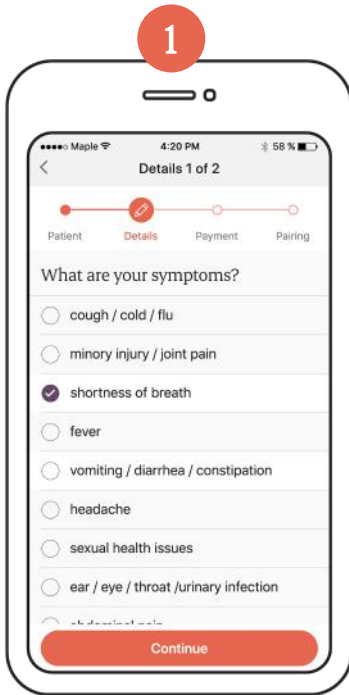 1
Maple 4:20 PM 58 %
Details 1 of 2
Patient Details Payment Pairing
What are your symptoms?
cough / cold / flu
minory injury / joint pain
shortness of breath
fever
vomiting / diarrhea / constipation
headache
sexual health issues
ear / eye / throat /urinary infection
abdominal pain
Continue